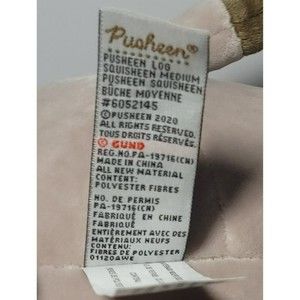 Pusheen®
PUSHEEN LOG
SQUISHEEN MEDIUM
PUSHEEN SQUISHEEN
BÛCHE MOYENNE
#6052145
©PUSHEEN 2020
ALL RIGHTS RESERVED.
TOUS DROITS RÉSERVÉS.
GUND
REG.NO.PA-19716(CN)
MADE IN CHINA
ALL NEW MATERIAL
CONTENT:
POLYESTER FIBRES
NO. DE PERMIS
PA-19716(CN)
FABRIQUÉ EN CHINE
FABRIQUÉ
ENTIÈREMENT AVEC DES
MATÉRIAUX NEUFS
CONTENU:
FIBRES DE POLYESTER
01120AWE